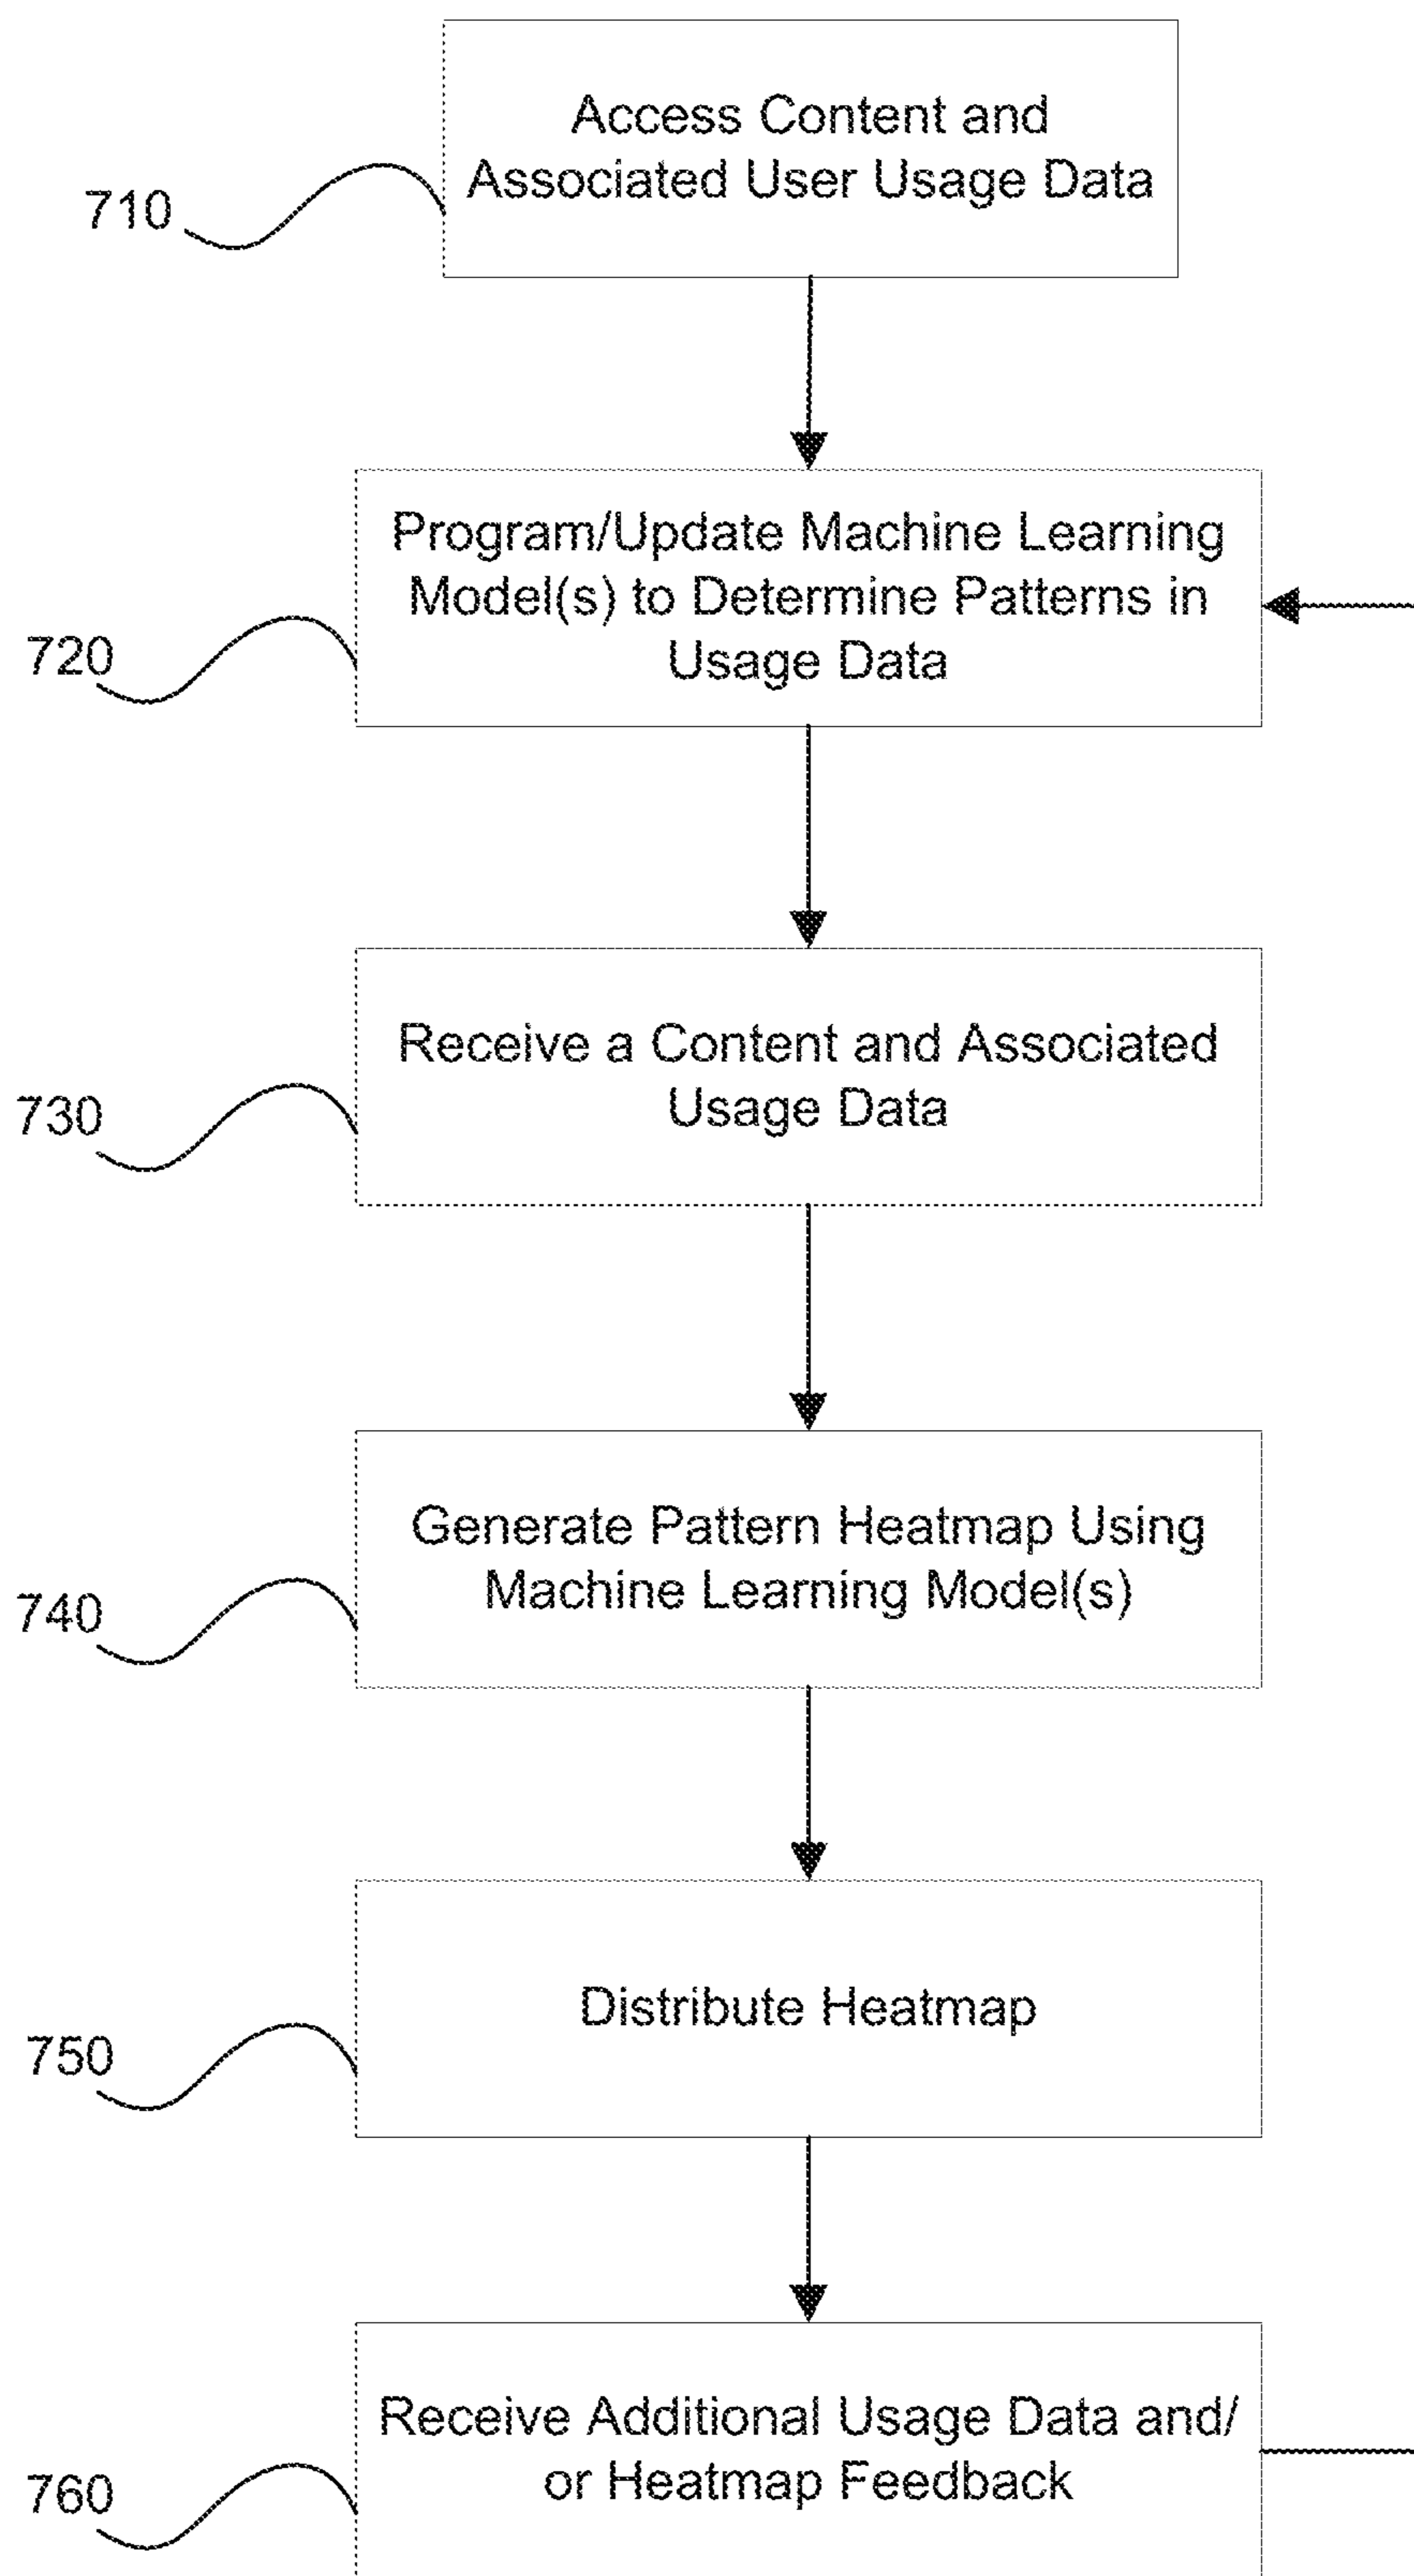 Access Content and
Associated User Usage Data
710
Program/Update Machine Learning
Model(s) to Determine Patterns in
Usage Data
720
Receive a Content and Associated
Usage Data
730
Generate Pattern Heatmap Using
Machine Learning Model(s)
740
Distribute Heatmap
750
Receive Additional Usage Data and/
or Heatmap Feedback
760